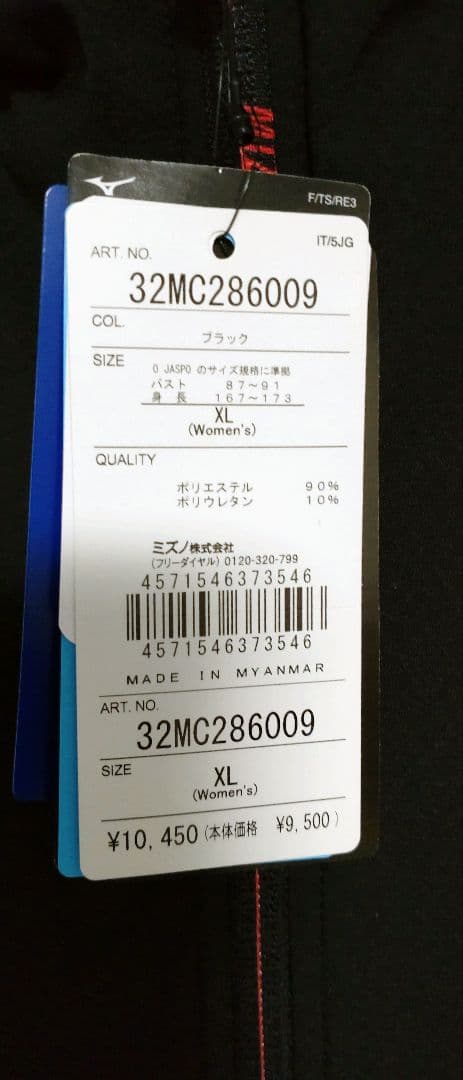 F/TS/RE3
IT/5JG
ART. NO.
32MC286009
COL.
ブラック
SIZE
O JASPO のサイズ規格に準拠
バスト 87～91
身長 167～173
XL
(Women's)
QUALITY
ポリエステル 90%
ポリウレタン 10%
ミズノ株式会社
(フリーダイヤル) 0120-320-799
4571546373546
4571546373546
MADE IN MYANMAR
ART. NO.
32MC286009
SIZE
XL
(Women's)
¥10,450(本体価格 ¥9,500)